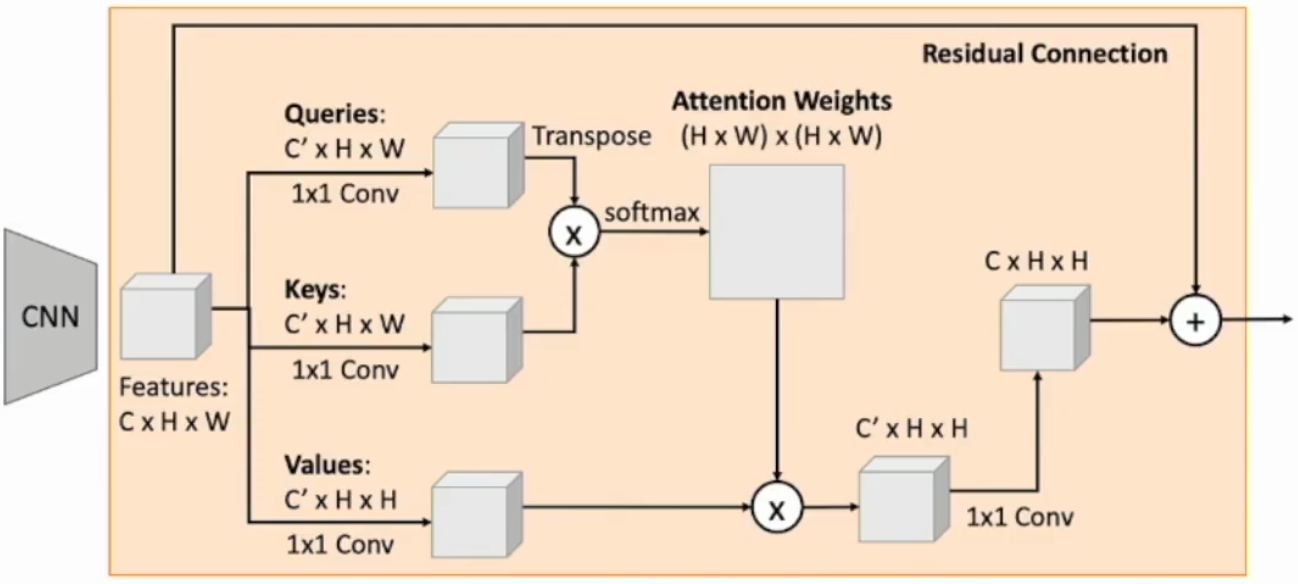 Residual Connection
Attention Weights
(H x W) x (H x W)
Queries:
C’ x H x W
1x1 Conv
Transpose
x
softmax
CNN
Features:
C x H x W
Keys:
C’ x H x W
1x1 Conv
Values:
C’ x H x H
1x1 Conv
x
C’ x H x H
1x1 Conv
C x H x H
+